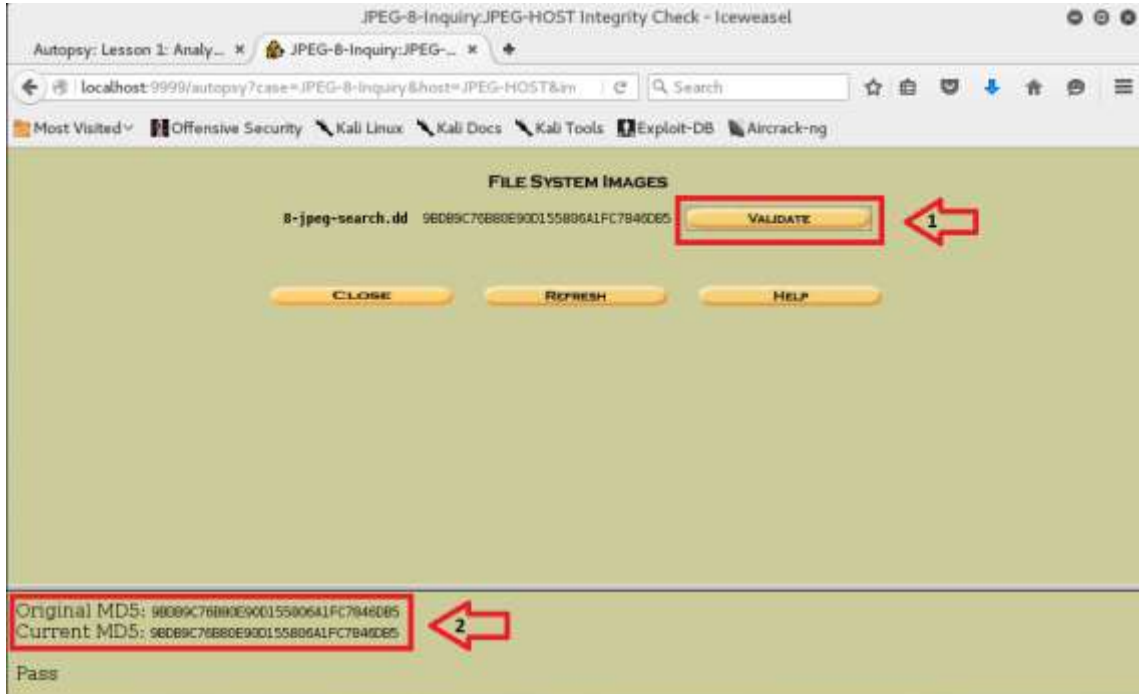 JPEG-8-Inquiry:JPEG-HOST Integrity Check - Iceweasel
Autopsy: Lesson 1: Analy...
JPEG-8-Inquiry:JPEG-...
localhost:9999/autopsy?case=JPEG-8-Inquiry&host=JPEG-HOST&im
Search
Most Visited
Offensive Security
Kali Linux
Kali Docs
Kali Tools
Exploit-DB
Aircrack-ng
FILE SYSTEM IMAGES
8-jpeg-search.dd 9BDB9C76B80E90D155806A1FC7846DB5 VALIDATE
1
CLOSE REFRESH HELP
Original MD5: 9BDB9C76B80E90D155806A1FC7846DB5
Current MD5: 9BDB9C76B80E90D155806A1FC7846DB5
2
Pass